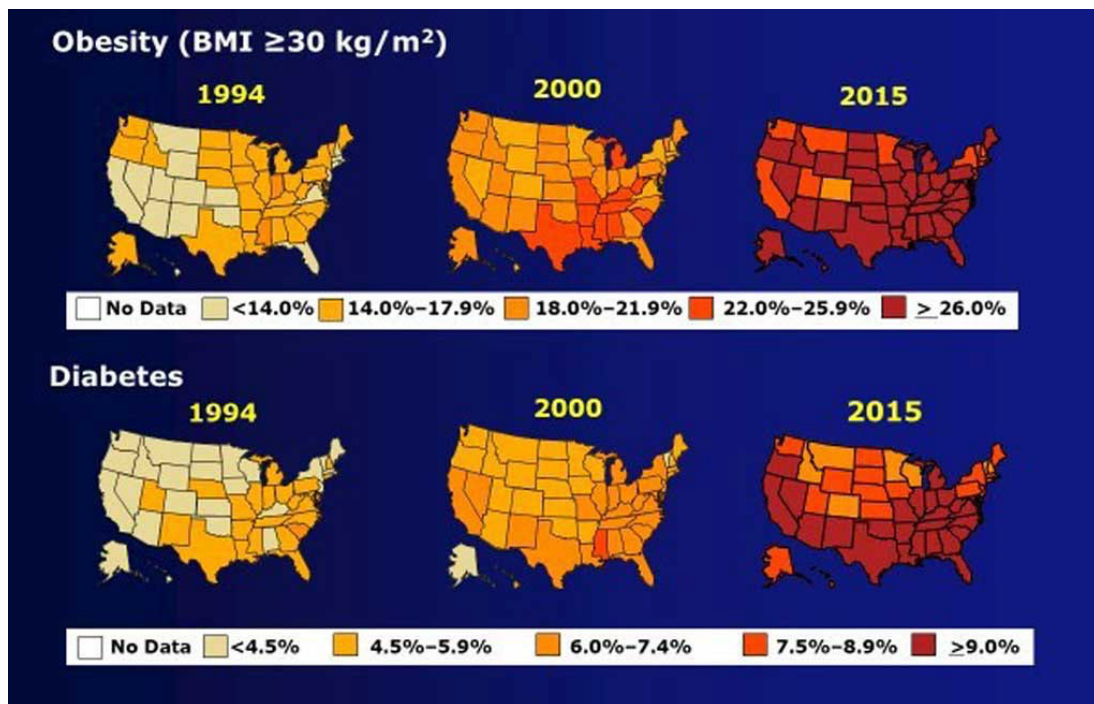 Obesity (BMI ≥30 kg/m²)
1994 2000 2015
No Data <14.0% 14.0%–17.9% 18.0%–21.9% 22.0%–25.9% ≥ 26.0%
Diabetes
1994 2000 2015
No Data <4.5% 4.5%–5.9% 6.0%–7.4% 7.5%–8.9% ≥9.0%